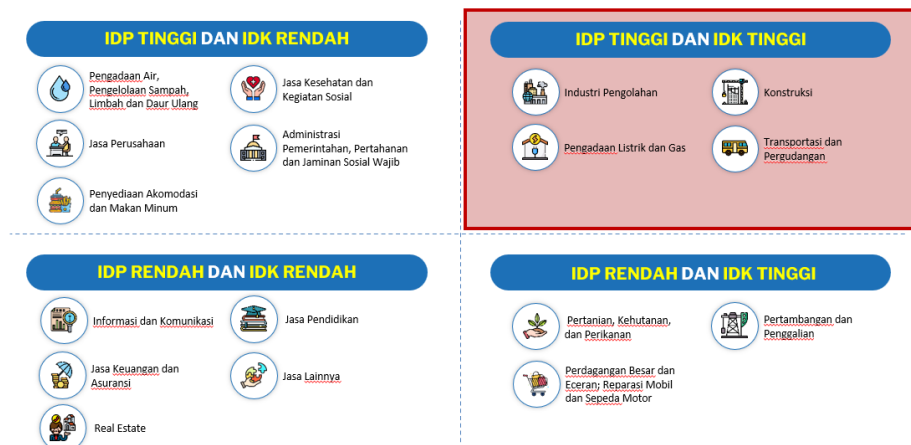 IDP TINGGI DAN IDK RENDAH
Pengadaan Air,
Pengelolaan Sampah,
Limbah dan Daur Ulang
Jasa Kesehatan dan
Kegiatan Sosial
Jasa Perusahaan
Administrasi
Pemerintahan, Pertahanan
dan Jaminan Sosial Wajib
Penyediaan Akomodasi
dan Makan Minum
IDP TINGGI DAN IDK TINGGI
Industri Pengolahan
Konstruksi
Pengadaan Listrik dan Gas
Transportasi dan
Pergudangan
IDP RENDAH DAN IDK RENDAH
Informasi dan Komunikasi
Jasa Pendidikan
Jasa Keuangan dan
Asuransi
Jasa Lainnya
Real Estate
IDP RENDAH DAN IDK TINGGI
Pertanian, Kehutanan,
dan Perikanan
Pertambangan dan
Penggalian
Perdagangan Besar dan
Eceran; Reparasi Mobil
dan Sepeda Motor